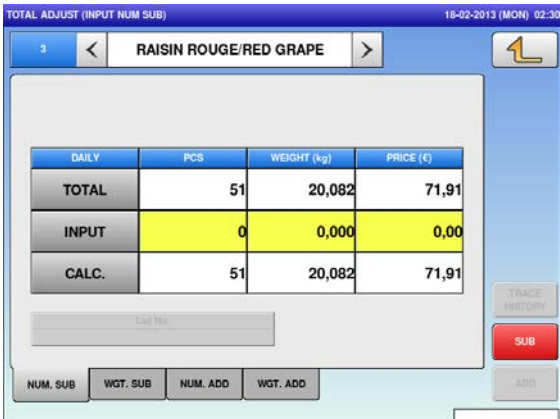 TOTAL ADJUST (INPUT NUM SUB) 18-02-2013 (MON) 02:30
3 < RAISIN ROUGE/RED GRAPE >
DAILY PCS WEIGHT (kg) PRICE (€)
TOTAL 51 20,082 71,91
INPUT 0 0,000 0,00
CALC. 51 20,082 71,91
Lot No.
TRACE
HISTORY
SUB
ADD
NUM. SUB WGT. SUB NUM. ADD WGT. ADD